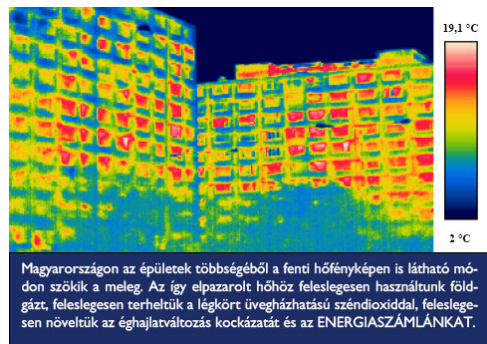 19,1 °C
2 °C
Magyarországon az épületek többségéből a fenti hőfényképen is látható mó-
don szökik a meleg. Az így elpazarolt hőhöz feleslegesen használtunk föld-
gázt, feleslegesen terheltük a légkört üvegházhatású széndioxiddal, feleslege-
sen növeltük az éghajlatváltozás kockázatát és az ENERGIASZÁMLÁNKAT.